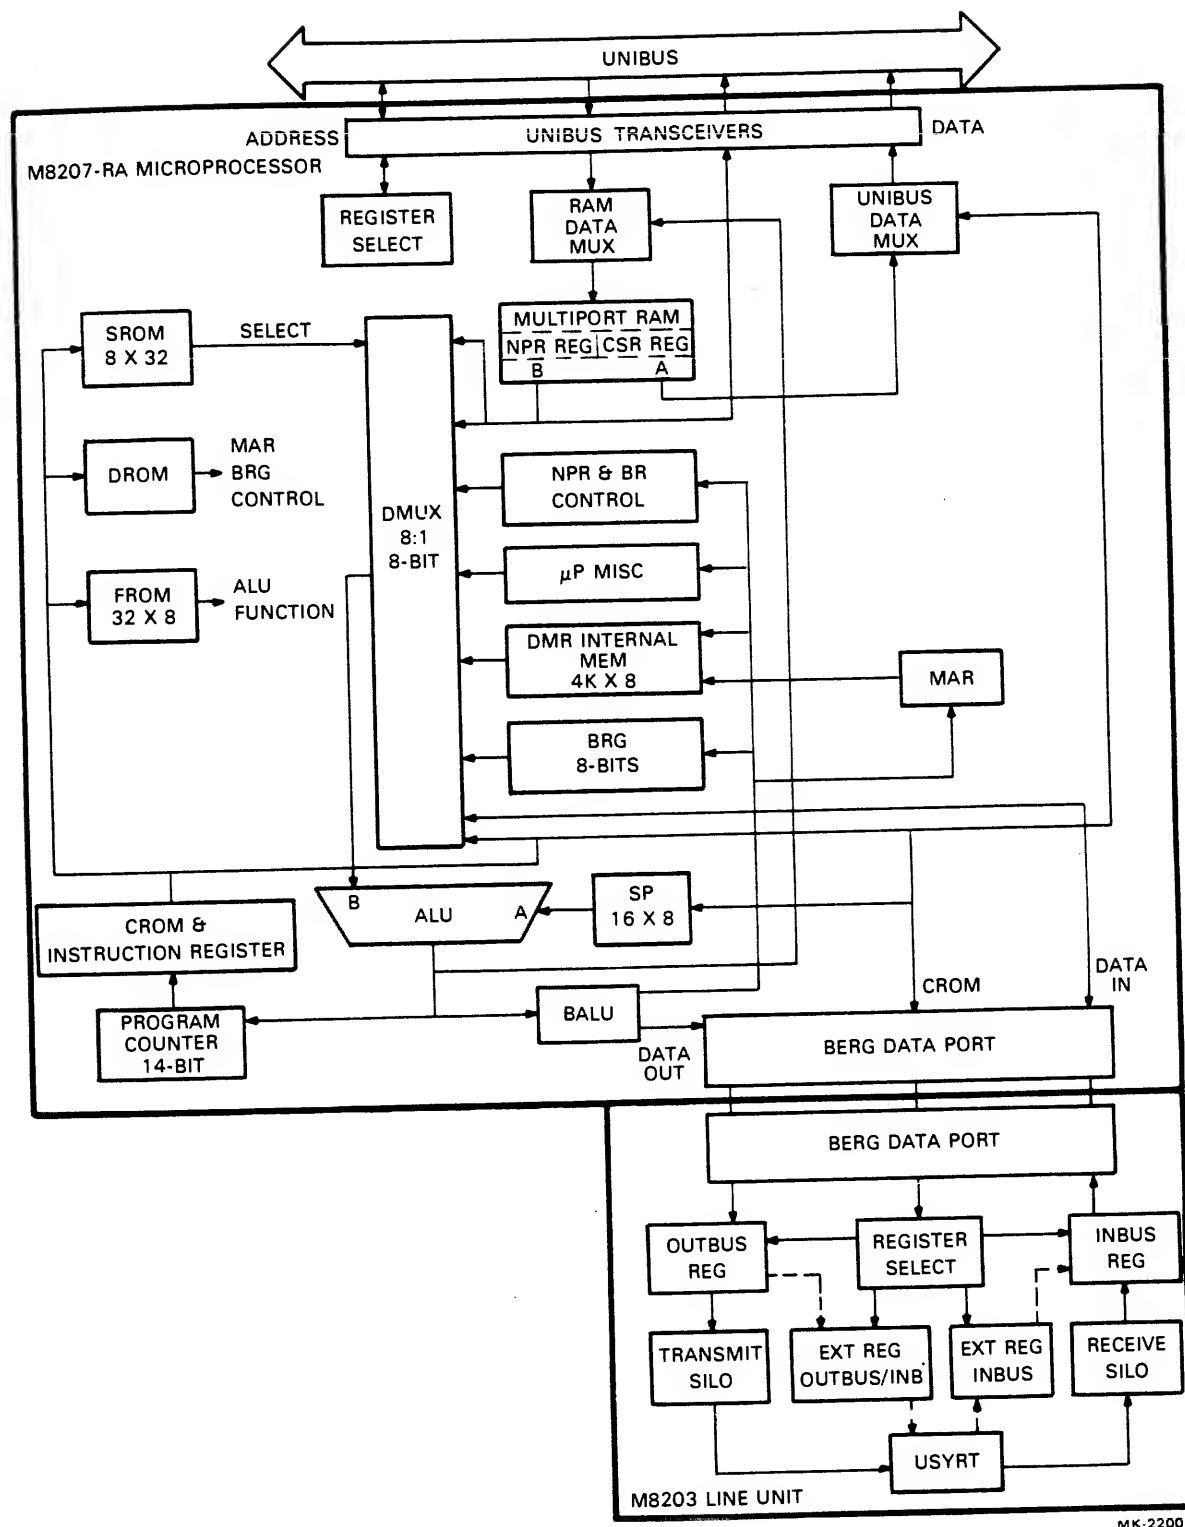 UNIBUS
ADDRESS
UNIBUS TRANSCEIVERS
DATA
M8207-RA MICROPROCESSOR
REGISTER
SELECT
RAM
DATA
MUX
UNIBUS
DATA
MUX
SROM
8 X 32
SELECT
MULTIPORT RAM
NPR REG CSR REG
B A
DROM
MAR
BRG
CONTROL
DMUX
8:1
8-BIT
NPR & BR
CONTROL
FROM
32 X 8
ALU
FUNCTION
μP MISC
DMR INTERNAL
MEM
4K X 8
MAR
BRG
8-BITS
B
ALU
A
SP
16 X 8
CROM &
INSTRUCTION REGISTER
CROM
DATA
IN
PROGRAM
COUNTER
14-BIT
BALU
DATA
OUT
BERG DATA PORT
BERG DATA PORT
OUTBUS
REG
REGISTER
SELECT
INBUS
REG
TRANSMIT
SILO
EXT REG
OUTBUS/INB
EXT REG
INBUS
RECEIVE
SILO
USYRT
M8203 LINE UNIT
MK-2200